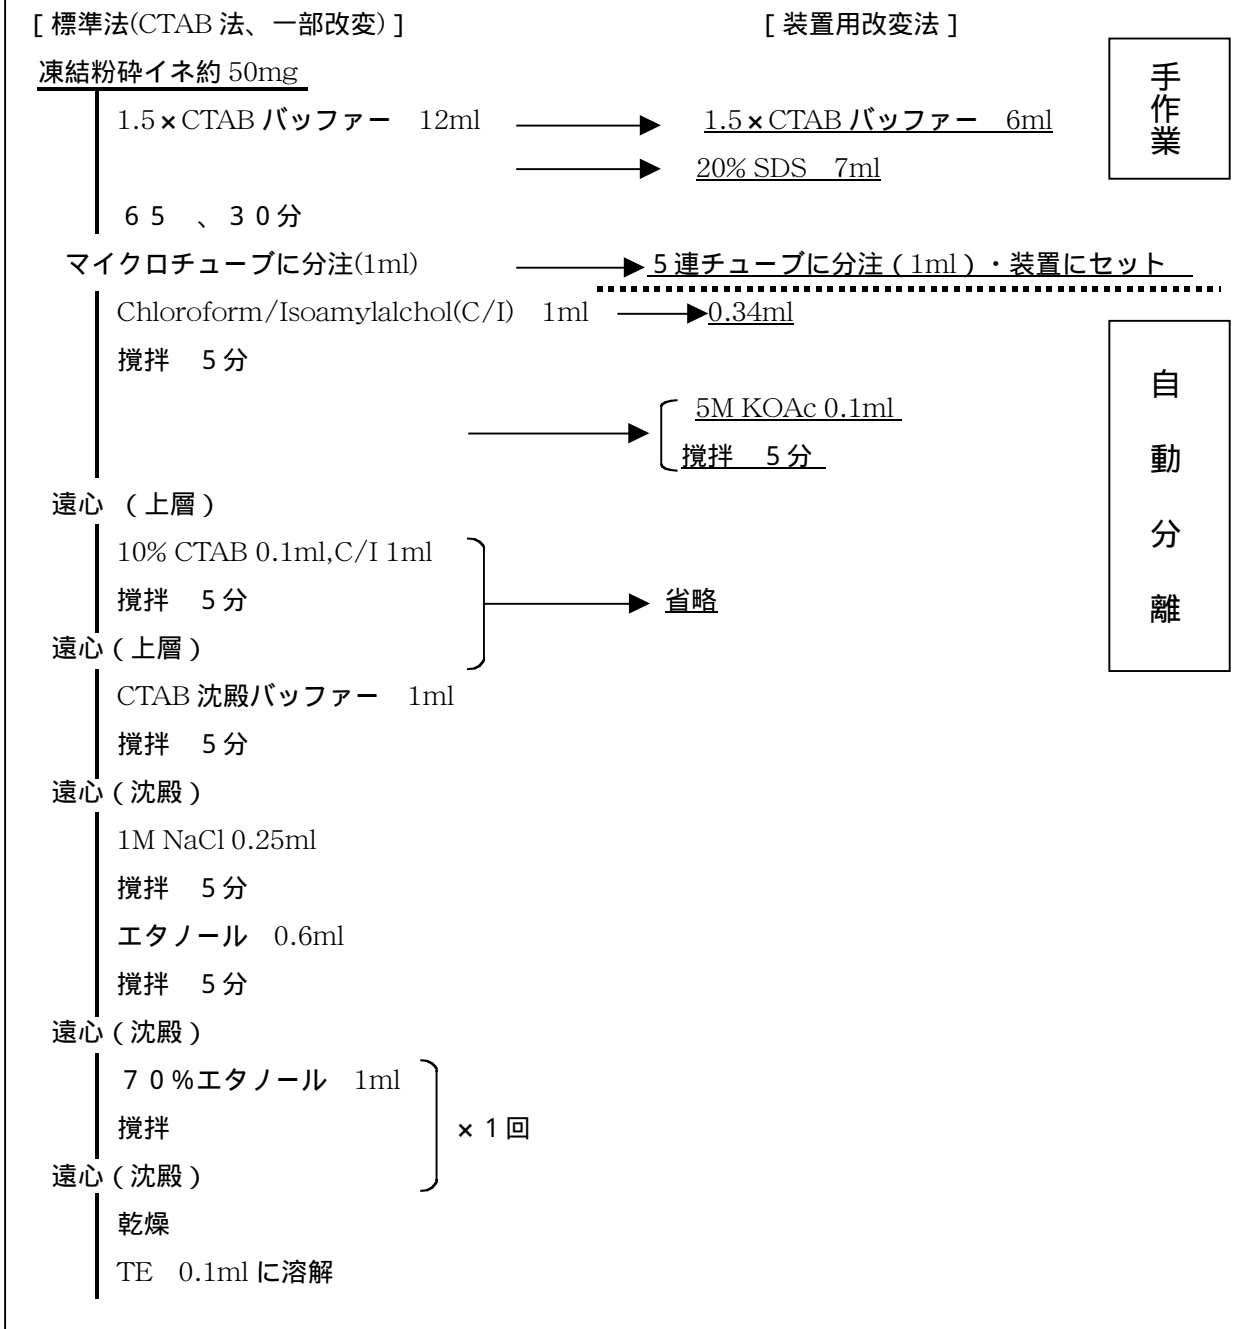 [ 標準法(CTAB 法、一部改変) ]　[ 装置用改変法 ]
凍結粉砕イネ約 50mg
1.5×CTAB バッファー　12ml　1.5×CTAB バッファー　6ml
20% SDS　7ml
手作業
６５　、３０分
マイクロチューブに分注(1ml)　５連チューブに分注（1ml）・装置にセット
Chloroform/Isoamylalchol(C/I)　1ml　0.34ml
撹拌　５分
5M KOAc 0.1ml
撹拌　５分
自動分離
遠心 （上層）
10% CTAB 0.1ml,C/I 1ml
撹拌　５分　省略
遠心（上層）
CTAB 沈殿バッファー　1ml
撹拌　５分
遠心（沈殿）
1M NaCl 0.25ml
撹拌　５分
エタノール　0.6ml
撹拌　５分
遠心（沈殿）
７０％エタノール　1ml
撹拌　×１回
遠心（沈殿）
乾燥
TE　0.1ml に溶解